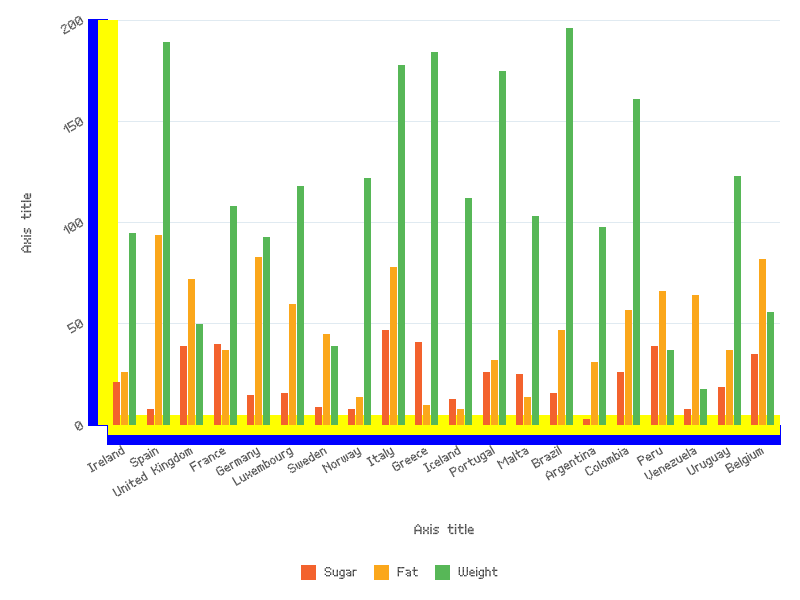 200
150
100
50
0
Axis title
Ireland
Spain
United Kingdom
France
Germany
Luxembourg
Sweden
Norway
Italy
Greece
Iceland
Portugal
Malta
Brazil
Argentina
Colombia
Peru
Venezuela
Uruguay
Belgium
Axis title
Sugar Fat Weight